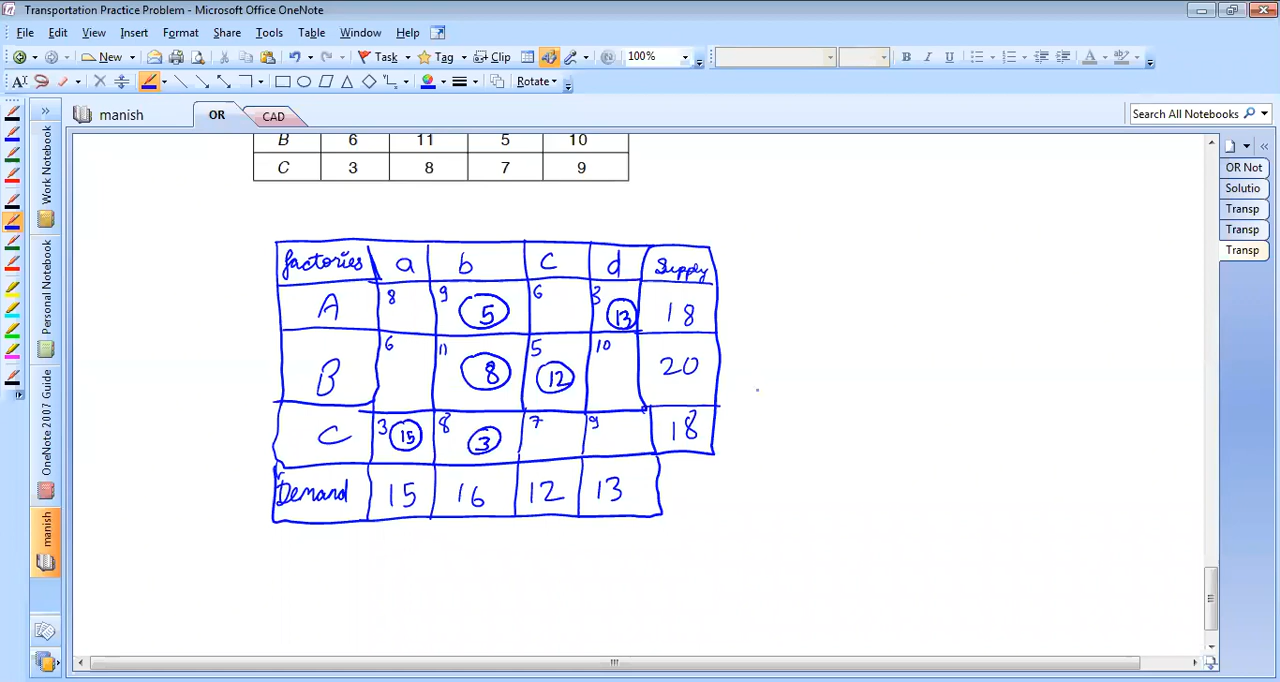 Transportation Practice Problem - Microsoft Office OneNote
File Edit View Insert Format Share Tools Table Window Help
New Task Tag Clip 100% B I U A ab
A Rotate
manish OR CAD Search All Notebooks
B 6 11 5 10
C 3 8 7 9
factories a b c d Supply
A 8 9 5 6 3 13 18
B 6 11 8 5 12 10 20
C 3 15 8 3 7 9 18
Demand 15 16 12 13
Work Notebook
Personal Notebook
OneNote 2007 Guide
manish
OR Not
Solutio
Transp
Transp
Transp